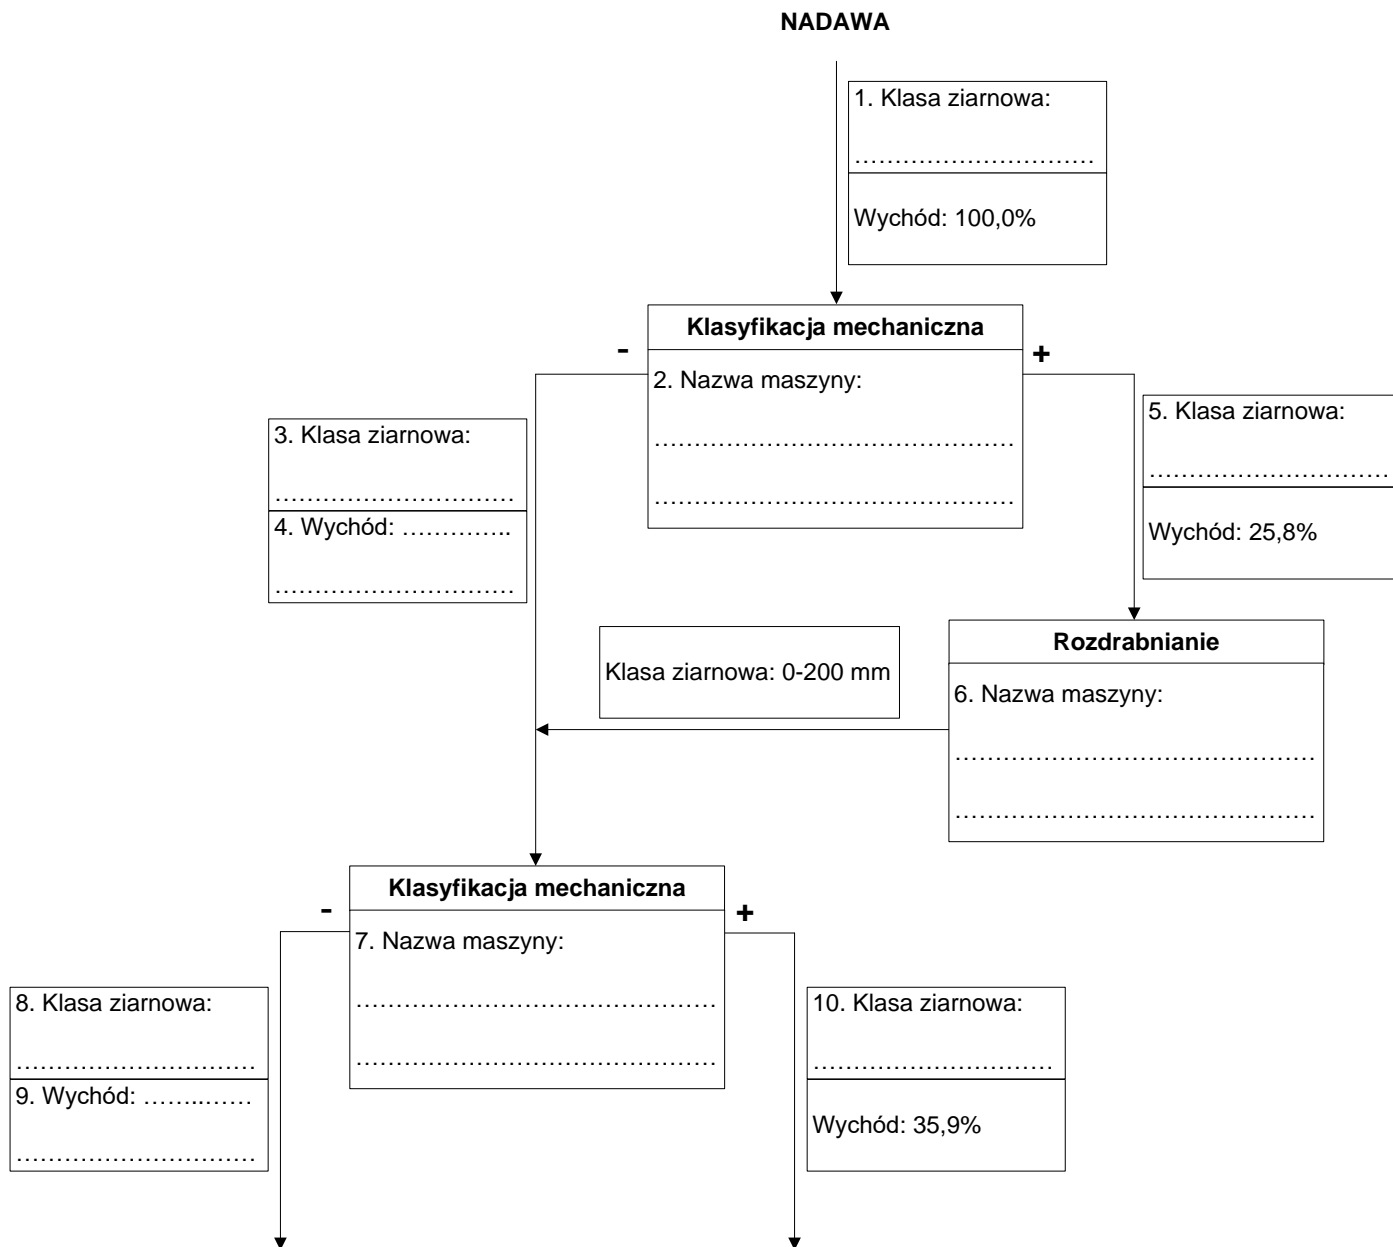 NADAWA
1. Klasa ziarnowa:
…………………………
Wychód: 100,0%
Klasyfikacja mechaniczna
-
+
2. Nazwa maszyny:
………………………………………
………………………………………
3. Klasa ziarnowa:
…………………………
4. Wychód: …………..
…………………………
5. Klasa ziarnowa:
…………………………
Wychód: 25,8%
Klasa ziarnowa: 0-200 mm
Rozdrabnianie
6. Nazwa maszyny:
………………………………………
………………………………………
Klasyfikacja mechaniczna
-
+
7. Nazwa maszyny:
………………………………………
………………………………………
8. Klasa ziarnowa:
…………………………
9. Wychód: ……..……
…………………………
10. Klasa ziarnowa:
…………………………
Wychód: 35,9%